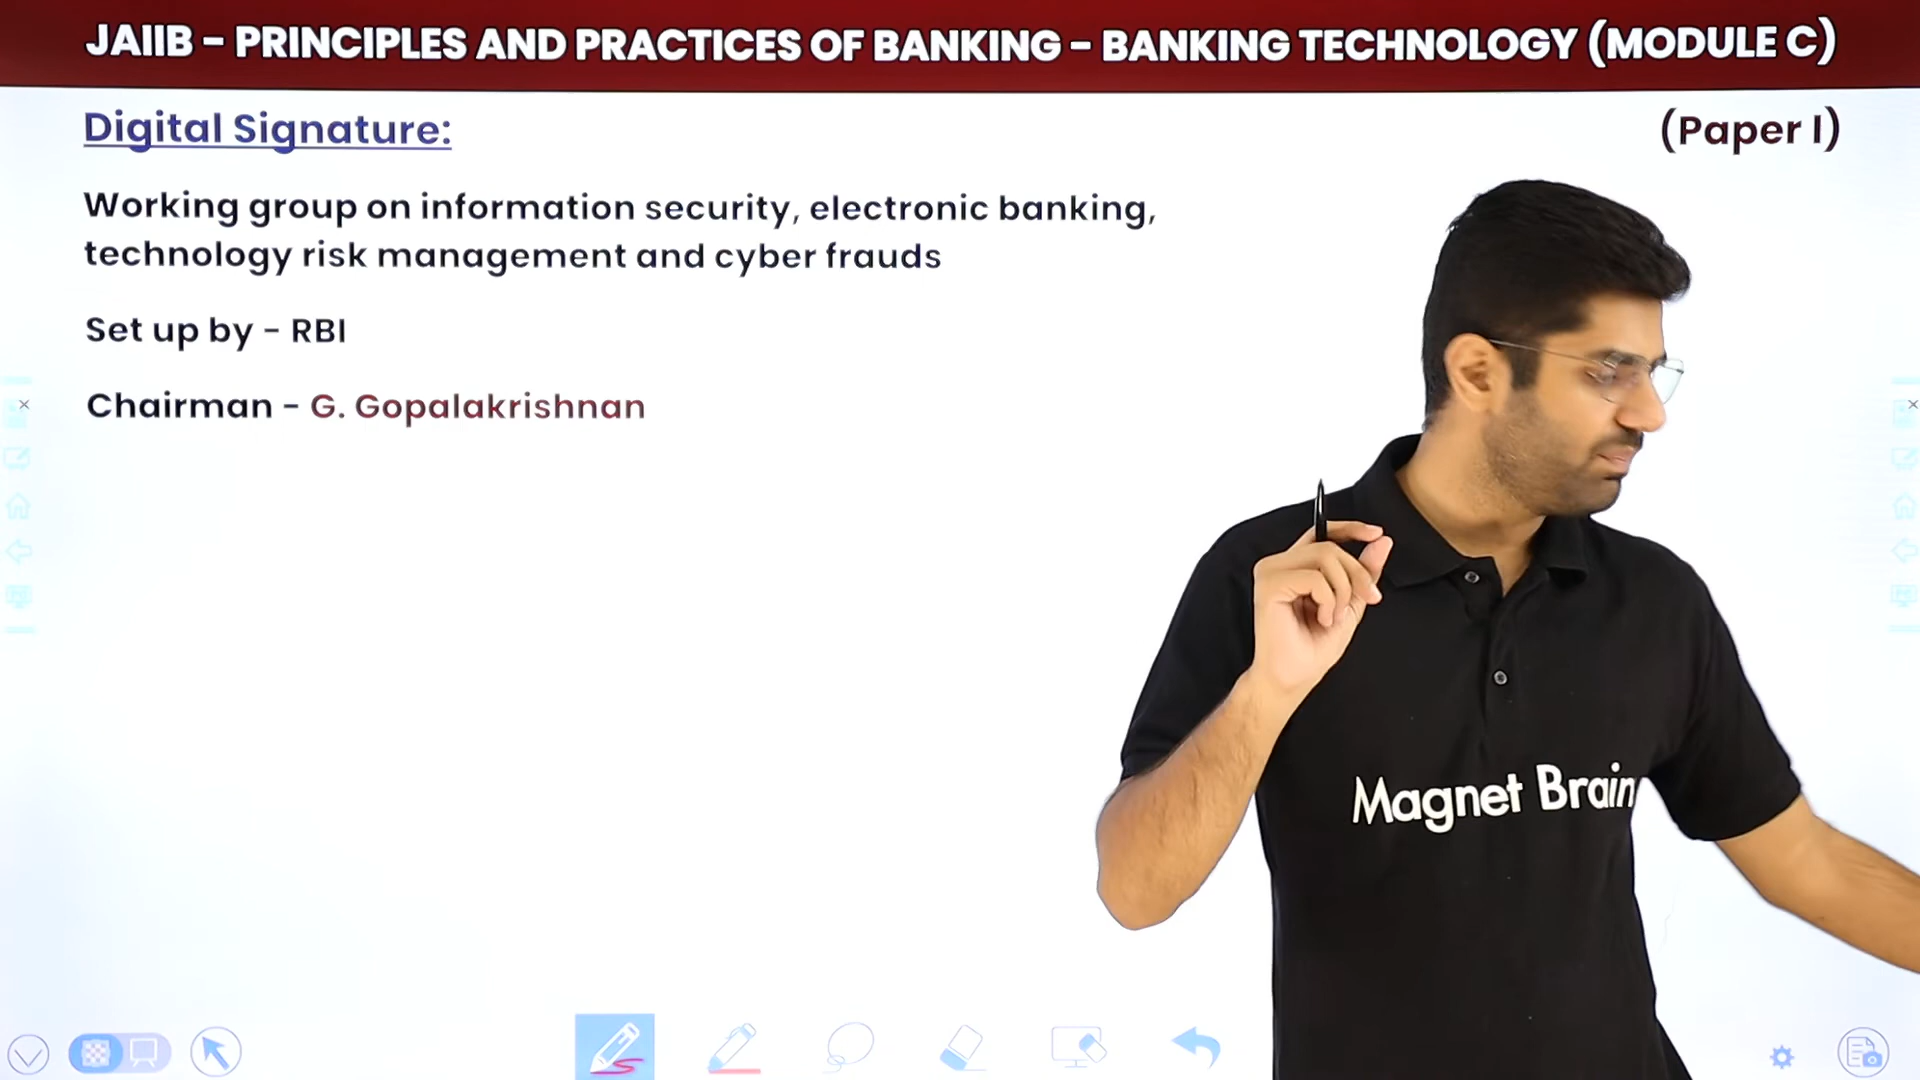 JAIIB - PRINCIPLES AND PRACTICES OF BANKING - BANKING TECHNOLOGY (MODULE C)
Digital Signature:
(Paper I)
Working group on information security, electronic banking,
technology risk management and cyber frauds
Set up by - RBI
Chairman - G. Gopalakrishnan
Magnet Brain